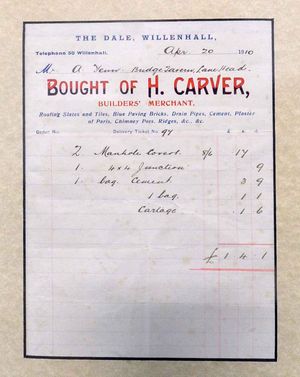 THE DALE, WILLENHALL,
Telephone 50 Willenhall. Apr 20 1910
Mr A Venn Bridge Tavern, Lane Head.
BOUGHT OF H. CARVER,
BUILDERS' MERCHANT,
Roofing Slates and Tiles, Blue Paving Bricks, Drain Pipes, Cement, Plaster
of Paris, Chimney Pots, Ridges, &c., &c.
Order No. Delivery Ticket No. 97 £ s. d.
2 Manhole Covers 8/6 17
1 4x4 Junction 9
1 bag Cement 3 9
1 bag 1 1
Cartage 1 6
£ 1 4 1